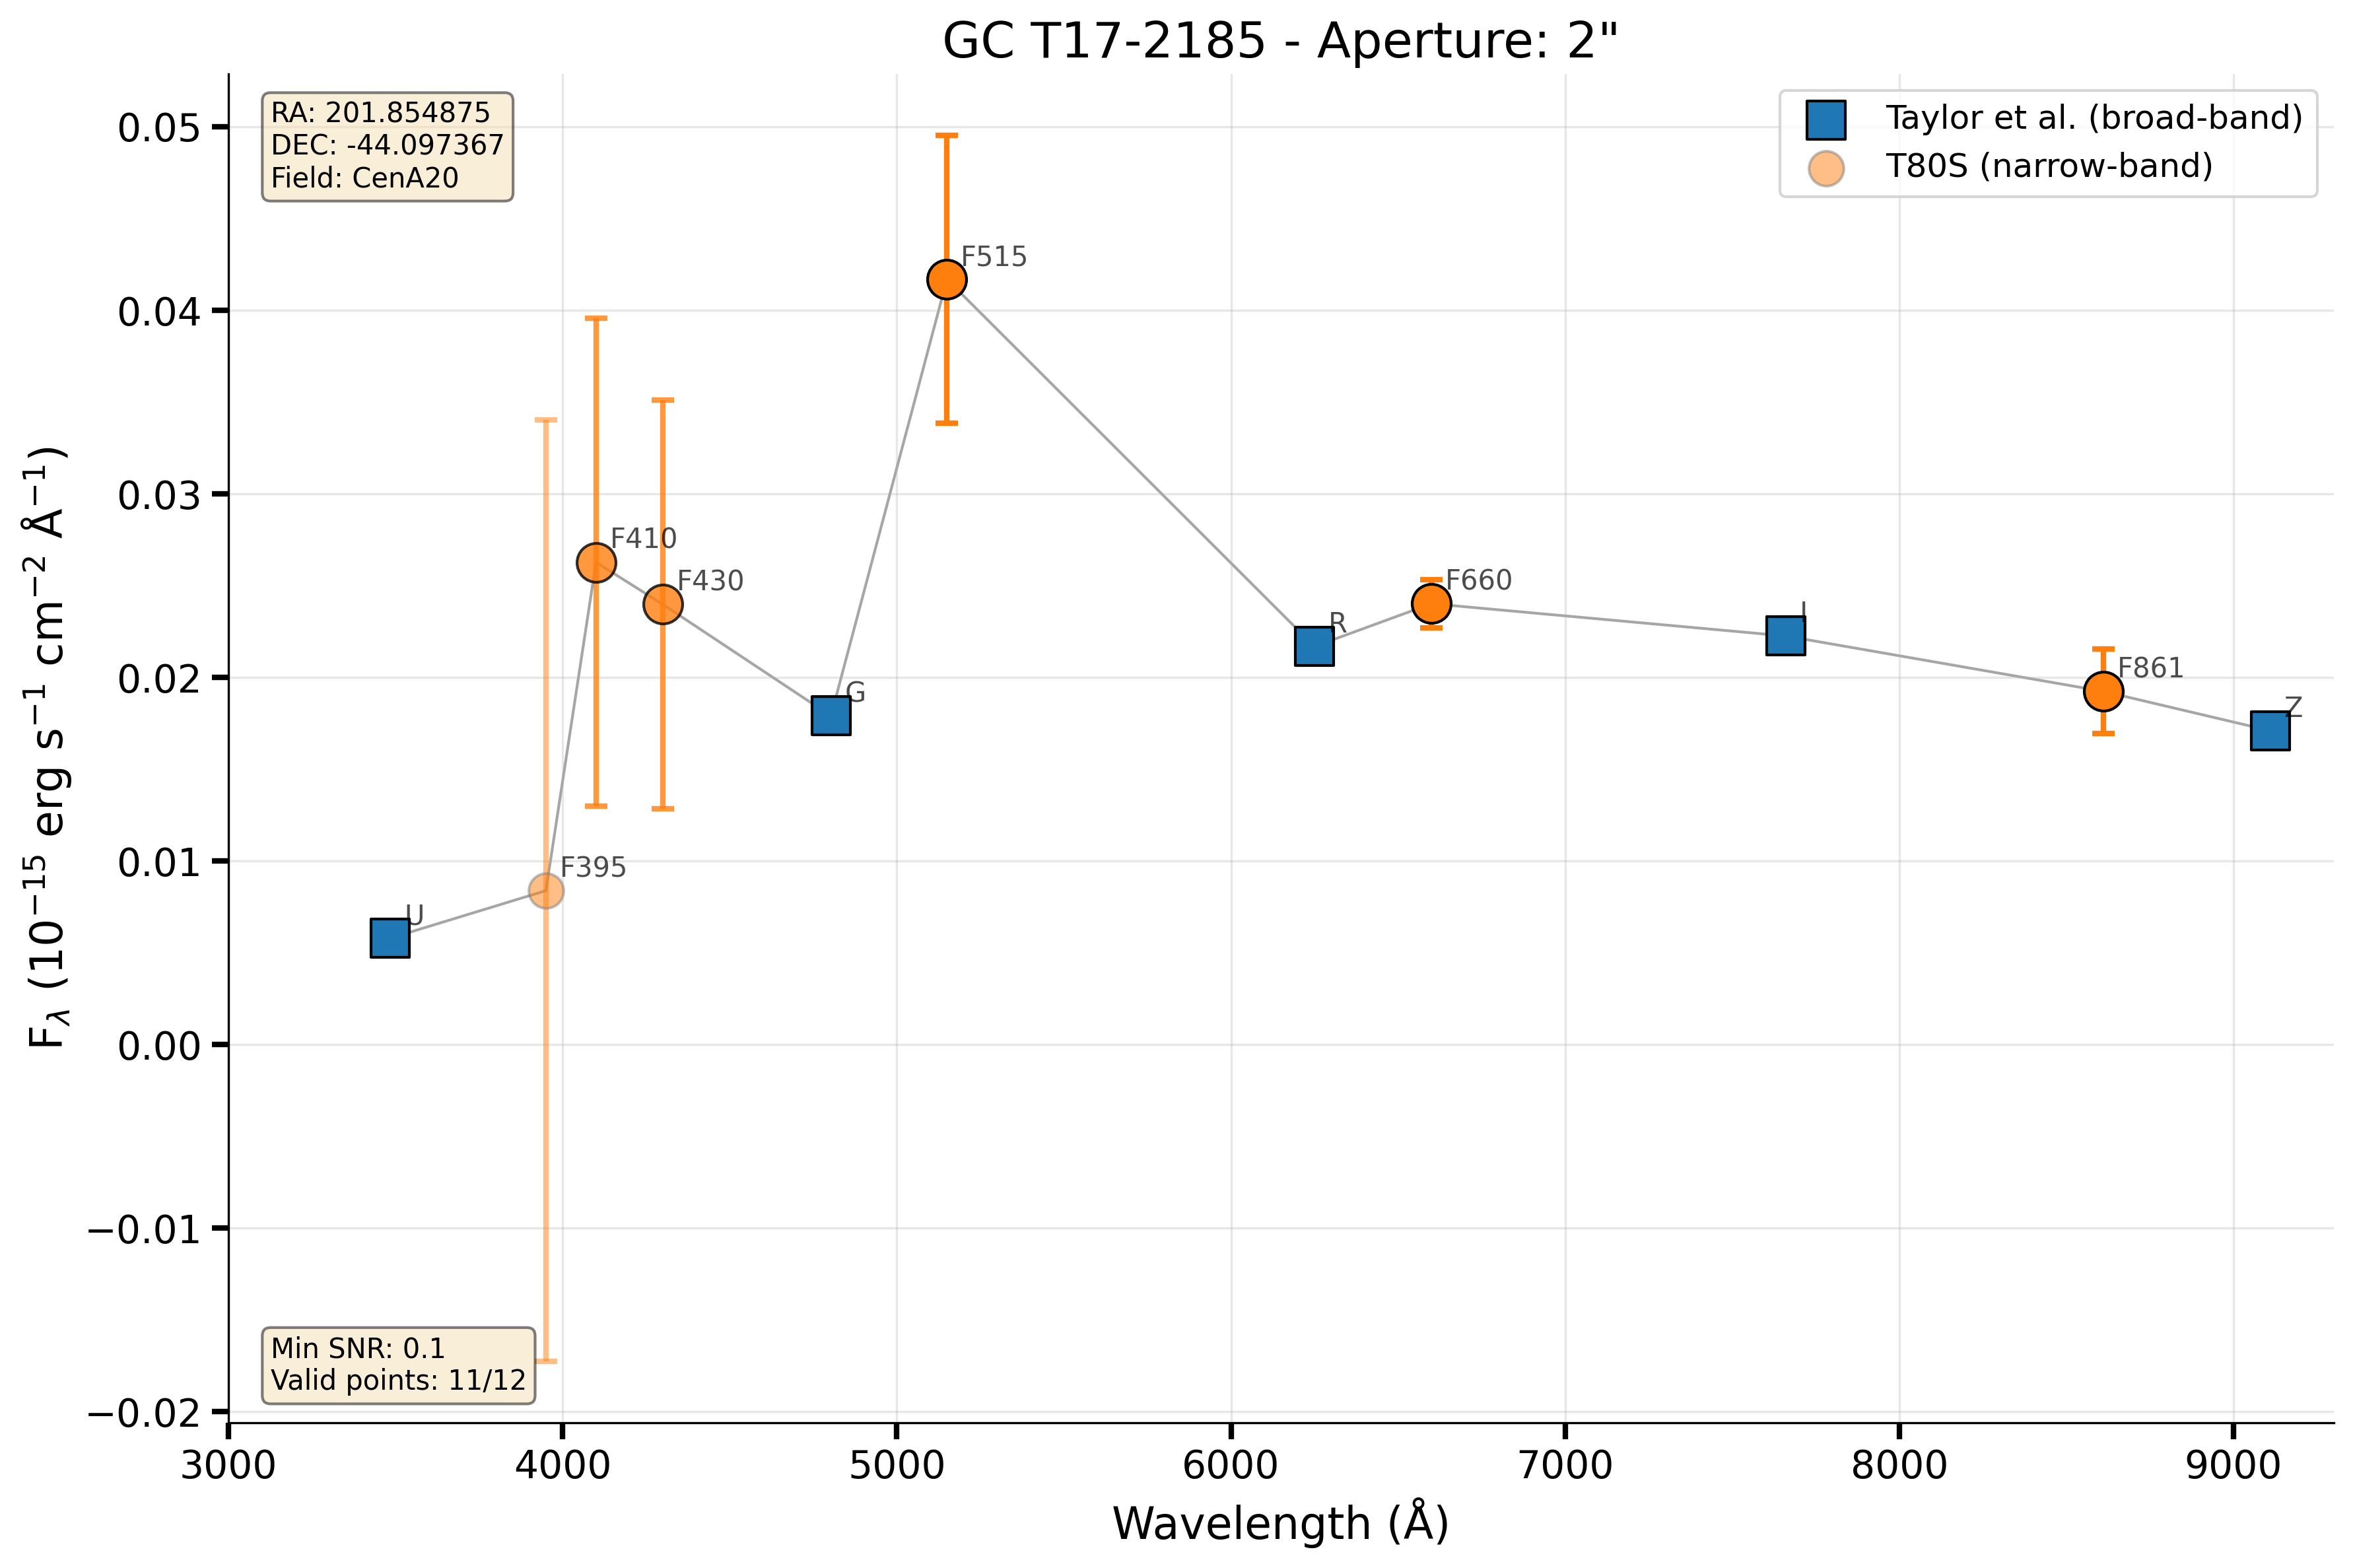 GC T17-2185 - Aperture: 2"
RA: 201.854875
DEC: -44.097367
Field: CenA20
Taylor et al. (broad-band)
T80S (narrow-band)
0.05
0.04
0.03
0.02
0.01
0.00
−0.01
−0.02
F_λ (10⁻¹⁵ erg s⁻¹ cm⁻² Å⁻¹)
U
F395
F410
F430
G
F515
R
F660
I
F861
Z
Min SNR: 0.1
Valid points: 11/12
3000 4000 5000 6000 7000 8000 9000
Wavelength (Å)